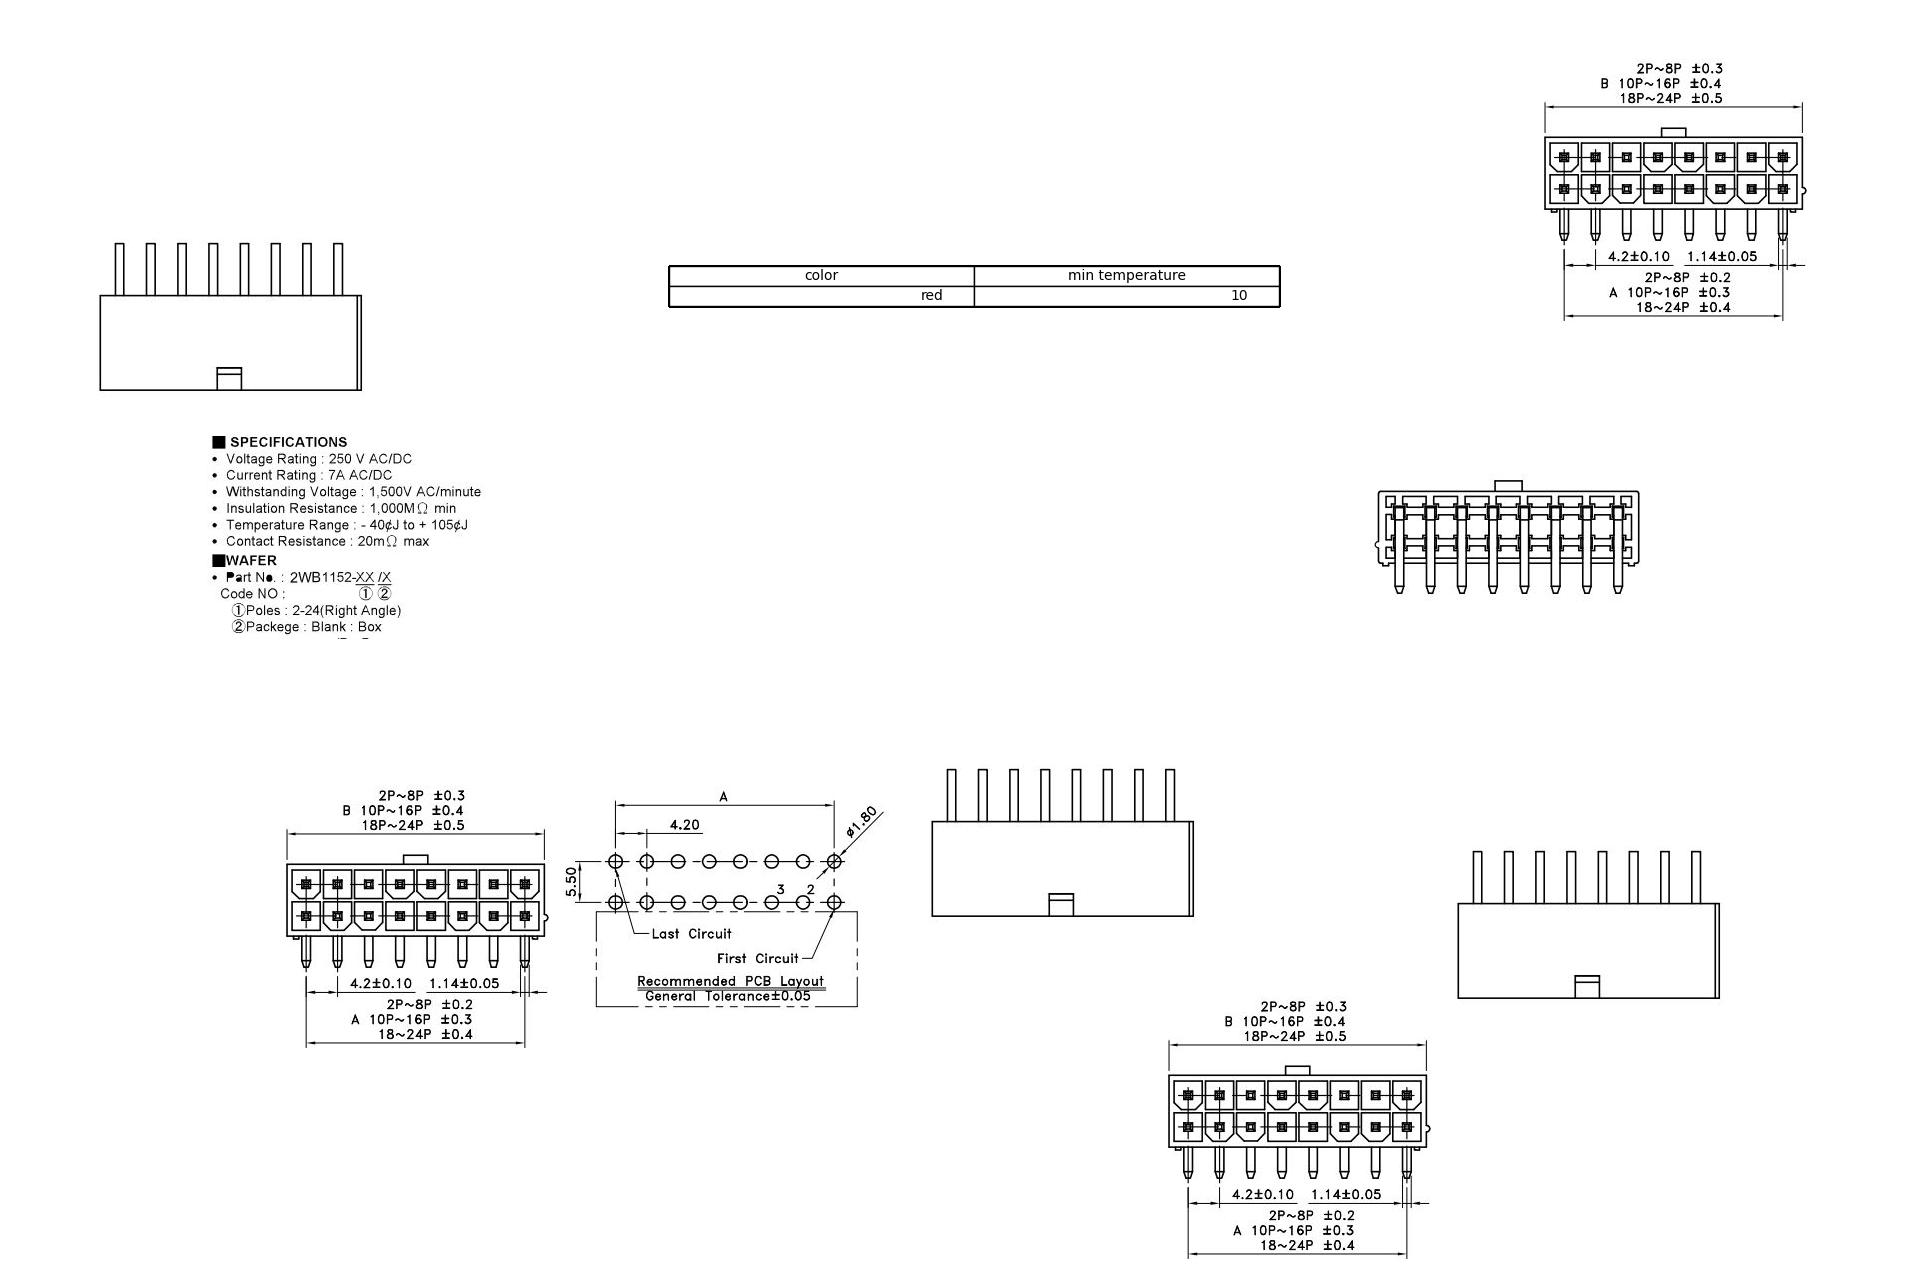 2P~8P ±0.3
B 10P~16P ±0.4
18P~24P ±0.5
4.2±0.10 1.14±0.05
2P~8P ±0.2
A 10P~16P ±0.3
18~24P ±0.4
color min temperature
red 10
■ SPECIFICATIONS
• Voltage Rating : 250 V AC/DC
• Current Rating : 7A AC/DC
• Withstanding Voltage : 1,500V AC/minute
• Insulation Resistance : 1,000MΩ min
• Temperature Range : - 40¢J to + 105¢J
• Contact Resistance : 20mΩ max
■WAFER
• Part No. : 2WB1152-XX /X
Code NO : ① ②
①Poles : 2-24(Right Angle)
②Packege : Blank : Box
2P~8P ±0.3
B 10P~16P ±0.4
18P~24P ±0.5
4.2±0.10 1.14±0.05
2P~8P ±0.2
A 10P~16P ±0.3
18~24P ±0.4
A
4.20
ø1.80
5.50
3 2
Last Circuit
First Circuit
Recommended PCB Layout
General Tolerance±0.05
2P~8P ±0.3
B 10P~16P ±0.4
18P~24P ±0.5
4.2±0.10 1.14±0.05
2P~8P ±0.2
A 10P~16P ±0.3
18~24P ±0.4